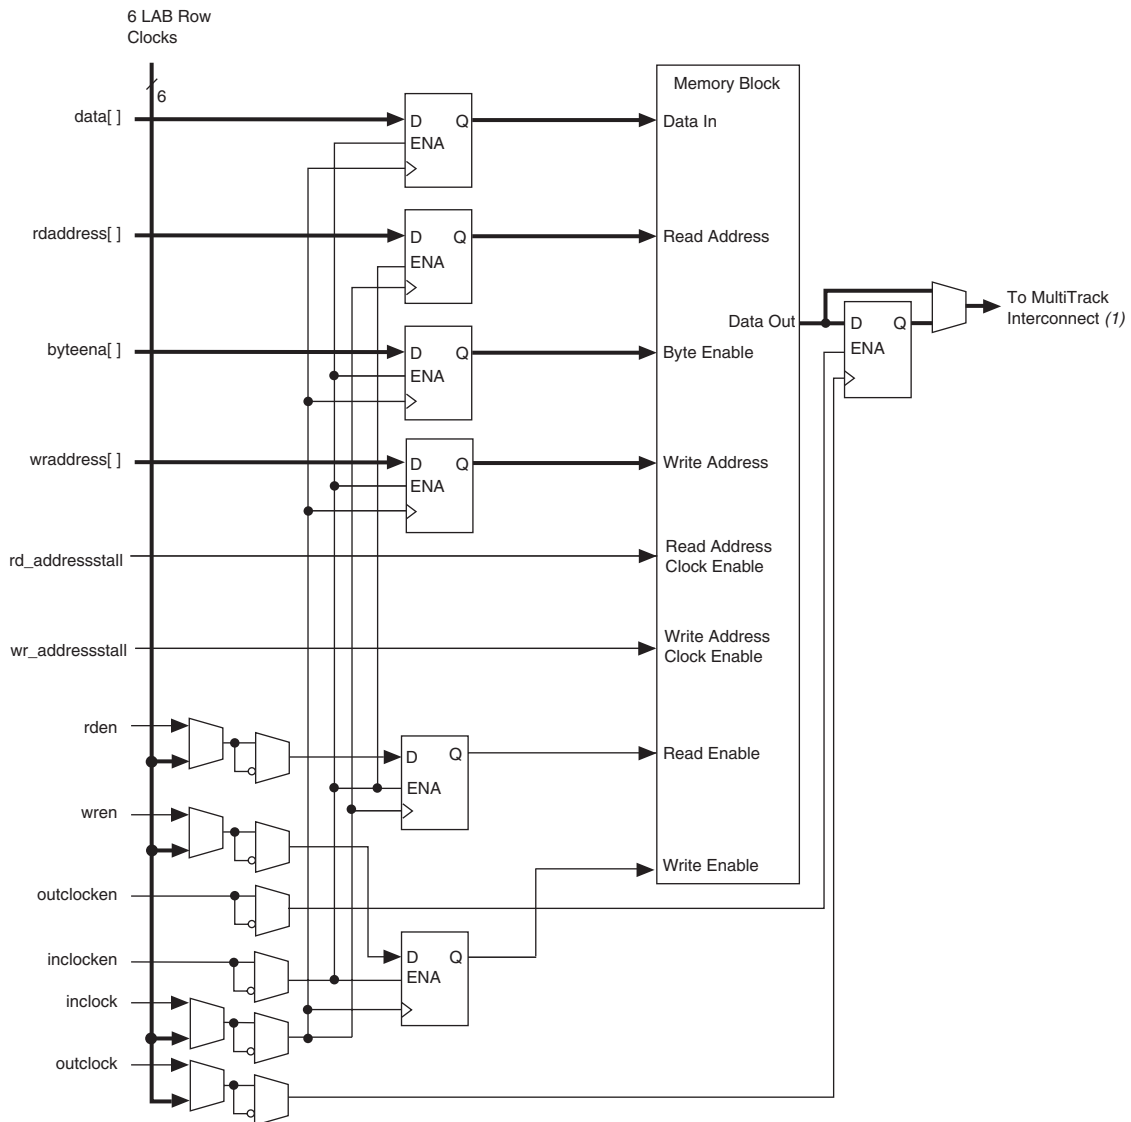 6 LAB Row
Clocks
6
Memory Block
data[ ]
D Q
ENA
Data In
rdaddress[ ]
D Q
ENA
Read Address
To MultiTrack
Interconnect (1)
Data Out
D Q
ENA
byteena[ ]
D Q
ENA
Byte Enable
wraddress[ ]
D Q
ENA
Write Address
rd_addressstall
Read Address
Clock Enable
wr_addressstall
Write Address
Clock Enable
rden
D Q
ENA
Read Enable
wren
Write Enable
outclocken
inclocken
D Q
ENA
inclock
outclock